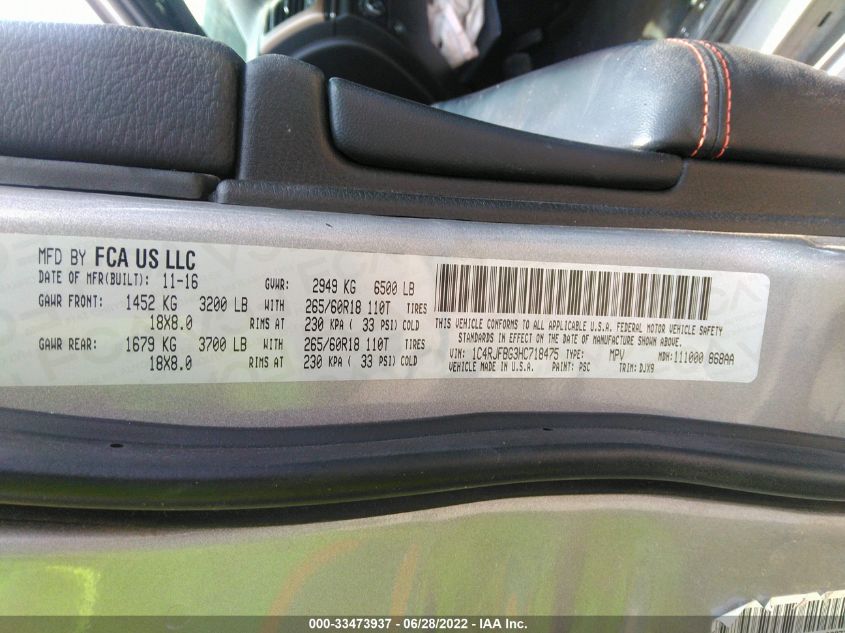 MFD BY FCA US LLC
DATE OF MFR(BUILT): 11-16 GVWR: 2949 KG 6500 LB
GAWR FRONT: 1452 KG 3200 LB WITH 265/60R18 110T TIRES
18X8.0 RIMS AT 230 KPA ( 33 PSI) COLD
GAWR REAR: 1679 KG 3700 LB WITH 265/60R18 110T TIRES
18X8.0 RIMS AT 230 KPA ( 33 PSI) COLD
THIS VEHICLE CONFORMS TO ALL APPLICABLE U.S.A. FEDERAL MOTOR VEHICLE SAFETY
STANDARDS IN EFFECT ON THE DATE OF MANUFACTURE SHOWN ABOVE.
VIN: 1C4RJFBG3HC718475 TYPE: MPV MDH: 111000 868AA
VEHICLE MADE IN U.S.A. PAINT: PSC TRIM: DJX9
000-33473937 - 06/28/2022 - IAA Inc.